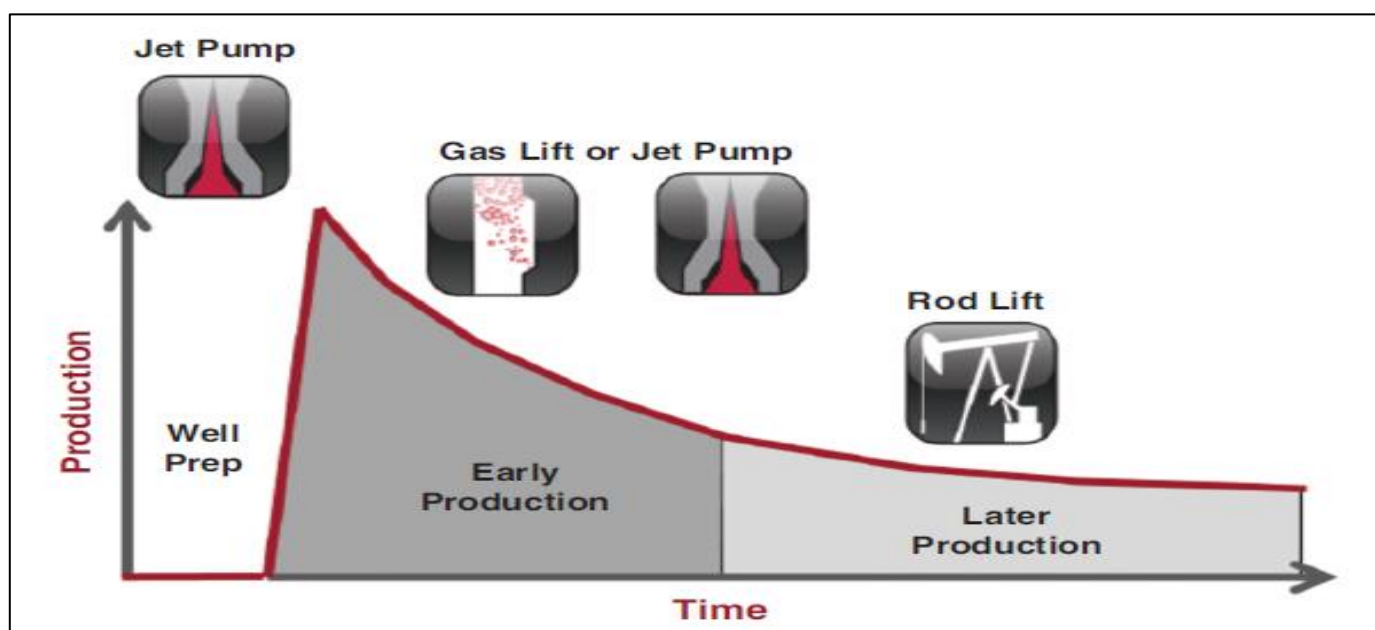 Jet Pump
Gas Lift or Jet Pump
Rod Lift
Production
Well
Prep
Early
Production
Later
Production
Time